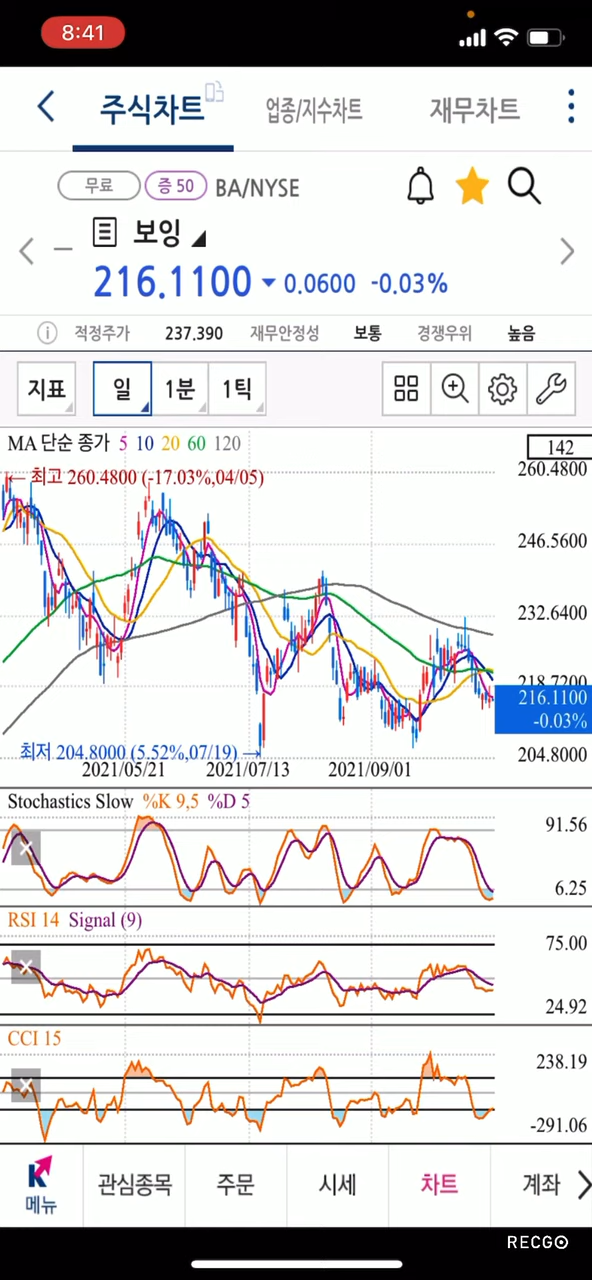 8:41
주식차트 업종/지수차트 재무차트
무료 증 50 BA/NYSE
보잉
216.1100 ▼ 0.0600 -0.03%
적정주가 237.390 재무안정성 보통 경쟁우위 높음
지표 일 1분 1틱
MA 단순 종가 5 10 20 60 120
142
← 최고 260.4800 (-17.03%,04/05)
260.4800
246.5600
232.6400
218.7200
216.1100
-0.03%
최저 204.8000 (5.52%,07/19) →
204.8000
2021/05/21 2021/07/13 2021/09/01
Stochastics Slow %K 9,5 %D 5
91.56
6.25
RSI 14 Signal (9)
75.00
24.92
CCI 15
238.19
-291.06
K
메뉴 관심종목 주문 시세 차트 계좌
RECGO